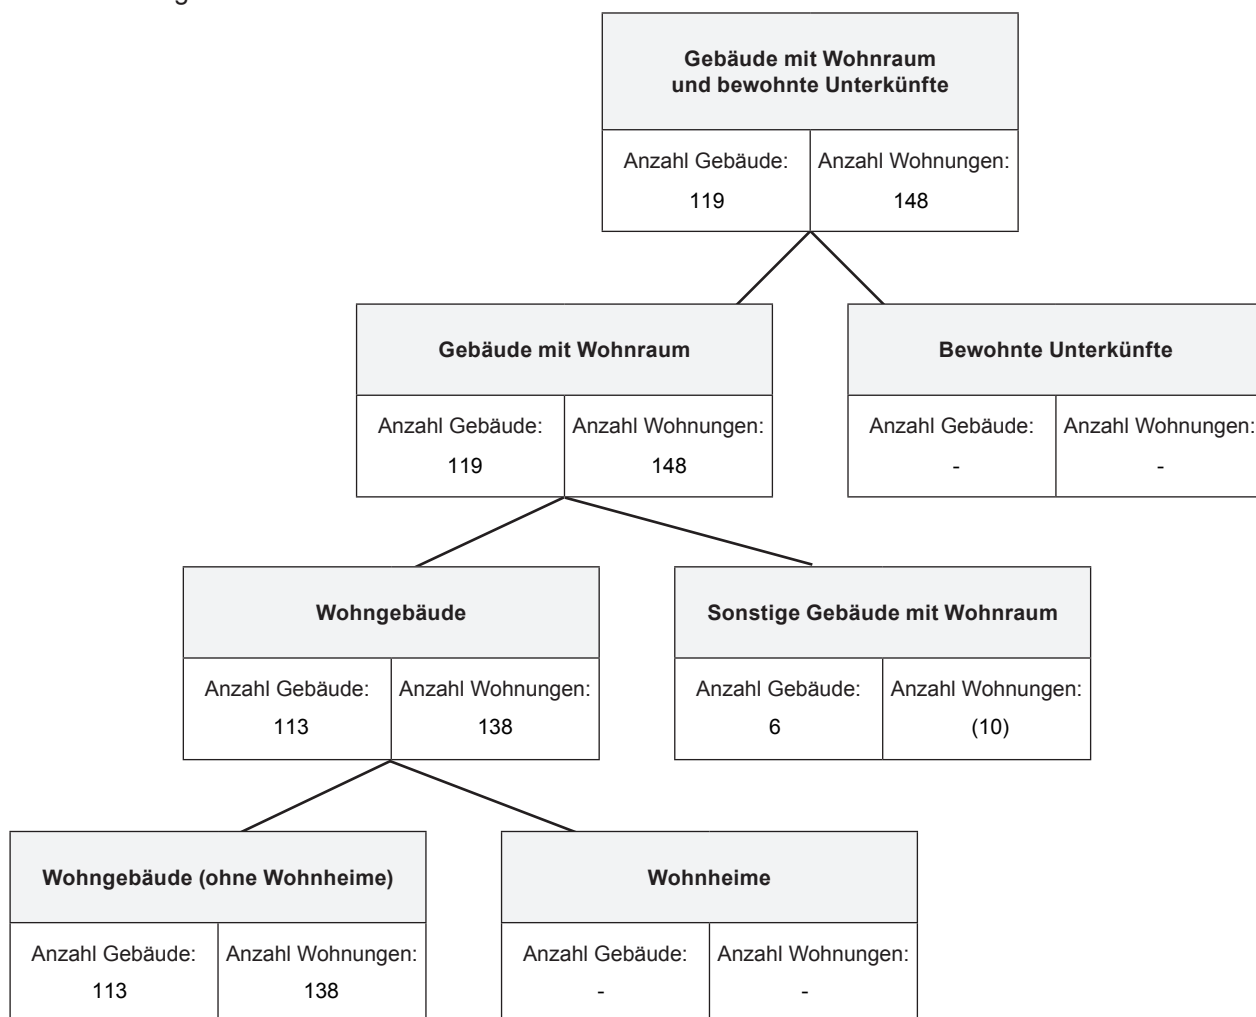 Gebäude mit Wohnraum
und bewohnte Unterkünfte
Anzahl Gebäude: Anzahl Wohnungen:
119 148
Gebäude mit Wohnraum
Bewohnte Unterkünfte
Anzahl Gebäude: Anzahl Wohnungen:
119 148
Anzahl Gebäude: Anzahl Wohnungen:
- -
Wohngebäude
Sonstige Gebäude mit Wohnraum
Anzahl Gebäude: Anzahl Wohnungen:
113 138
Anzahl Gebäude: Anzahl Wohnungen:
6 (10)
Wohngebäude (ohne Wohnheime)
Wohnheime
Anzahl Gebäude: Anzahl Wohnungen:
113 138
Anzahl Gebäude: Anzahl Wohnungen:
- -